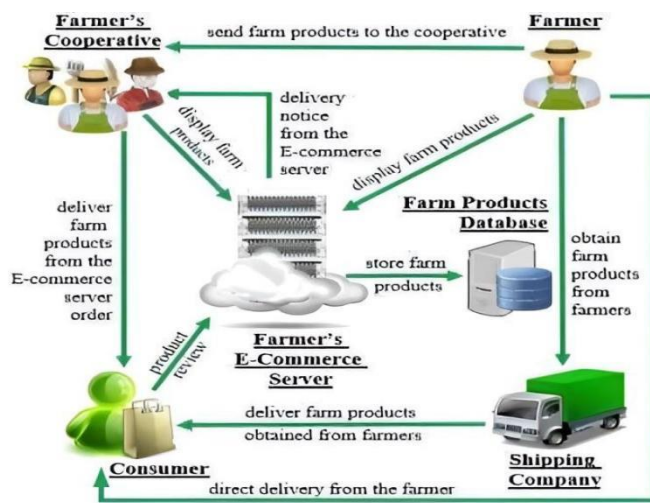 Farmer's
Cooperative
send farm products to the cooperative
Farmer
display farm
products
delivery
notice
from the
E-commerce
server
display farm products
deliver
farm
products
from the
E-commerce
server
order
Farm Products
Database
store farm
products
obtain
farm
products
from
farmers
Farmer's
E-Commerce
Server
product
review
deliver farm products
obtained from farmers
Consumer
Shipping
Company
direct delivery from the farmer